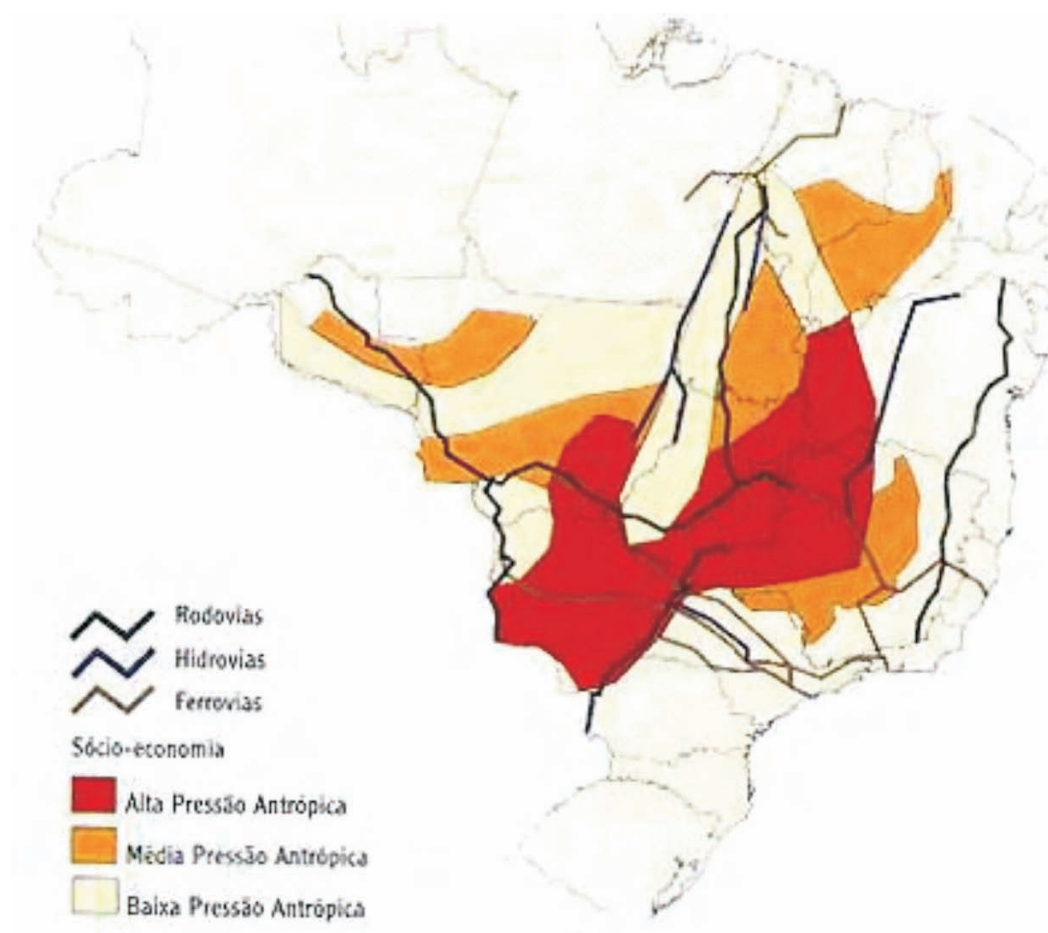 Rodovias
Hidrovias
Ferrovias
Sócio-economia
Alta Pressão Antrópica
Média Pressão Antrópica
Baixa Pressão Antrópica